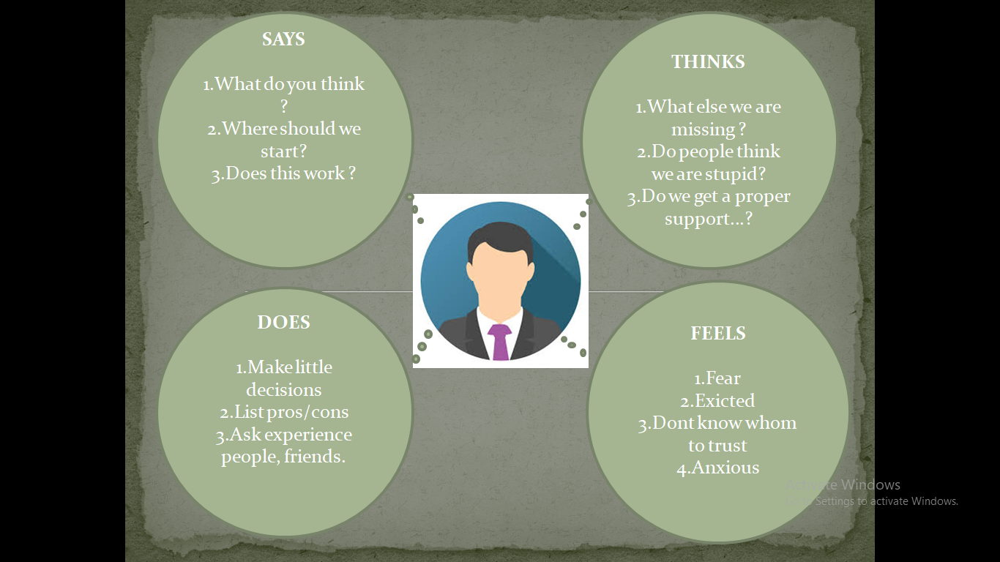 SAYS
1.What do you think
?
2.Where should we
start?
3.Does this work ?
THINKS
1.What else we are
missing ?
2.Do people think
we are stupid?
3.Do we get a proper
support...?
DOES
1.Make little
decisions
2.List pros/cons
3.Ask experience
people, friends.
FEELS
1.Fear
2.Exicted
3.Dont know whom
to trust
4.Anxious
Activate Windows
Settings to activate Windows.